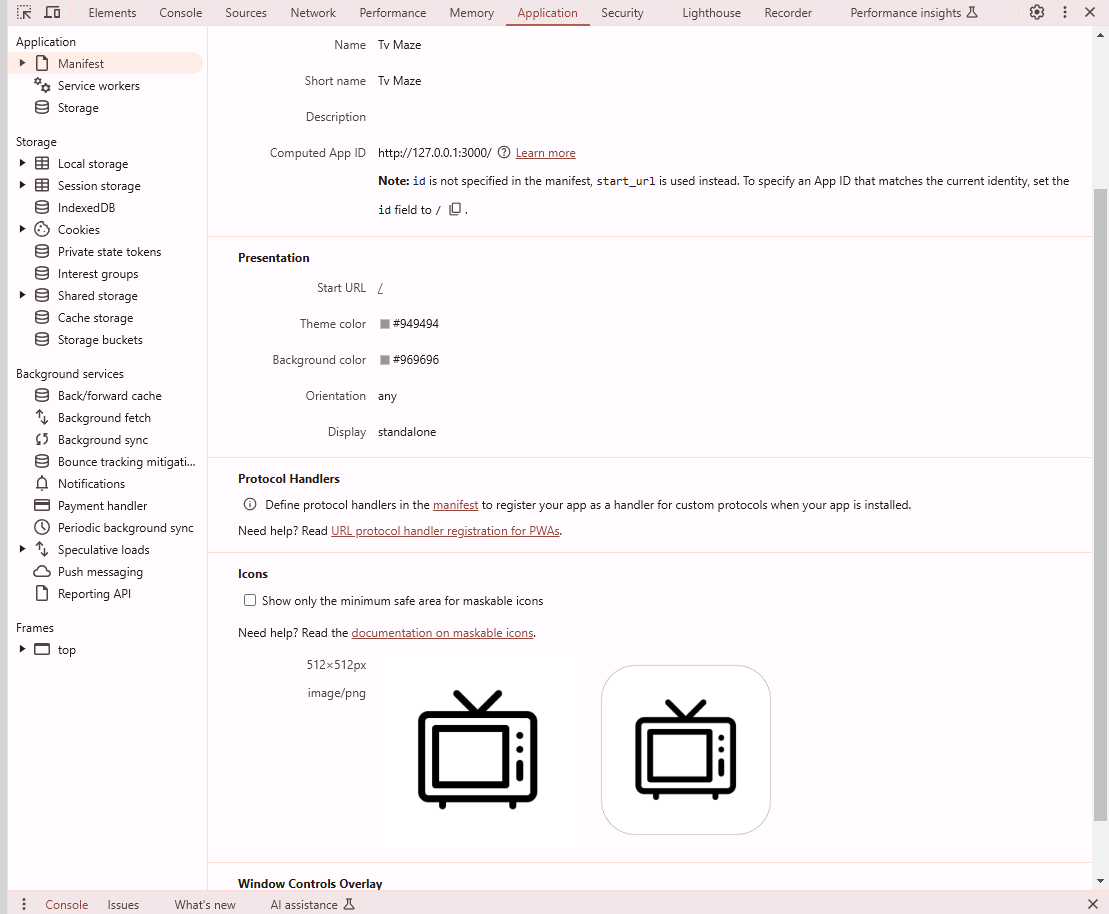 Elements Console Sources Network Performance Memory Application Security Lighthouse Recorder Performance insights
Application
Manifest
Service workers
Storage
Storage
Local storage
Session storage
IndexedDB
Cookies
Private state tokens
Interest groups
Shared storage
Cache storage
Storage buckets
Background services
Back/forward cache
Background fetch
Background sync
Bounce tracking mitigati...
Notifications
Payment handler
Periodic background sync
Speculative loads
Push messaging
Reporting API
Frames
top
Name Tv Maze
Short name Tv Maze
Description
Computed App ID http://127.0.0.1:3000/ Learn more
Note: id is not specified in the manifest, start_url is used instead. To specify an App ID that matches the current identity, set the
id field to / .
Presentation
Start URL /
Theme color #949494
Background color #969696
Orientation any
Display standalone
Protocol Handlers
Define protocol handlers in the manifest to register your app as a handler for custom protocols when your app is installed.
Need help? Read URL protocol handler registration for PWAs.
Icons
Show only the minimum safe area for maskable icons
Need help? Read the documentation on maskable icons.
512×512px
image/png
Window Controls Overlay
Console Issues What's new AI assistance